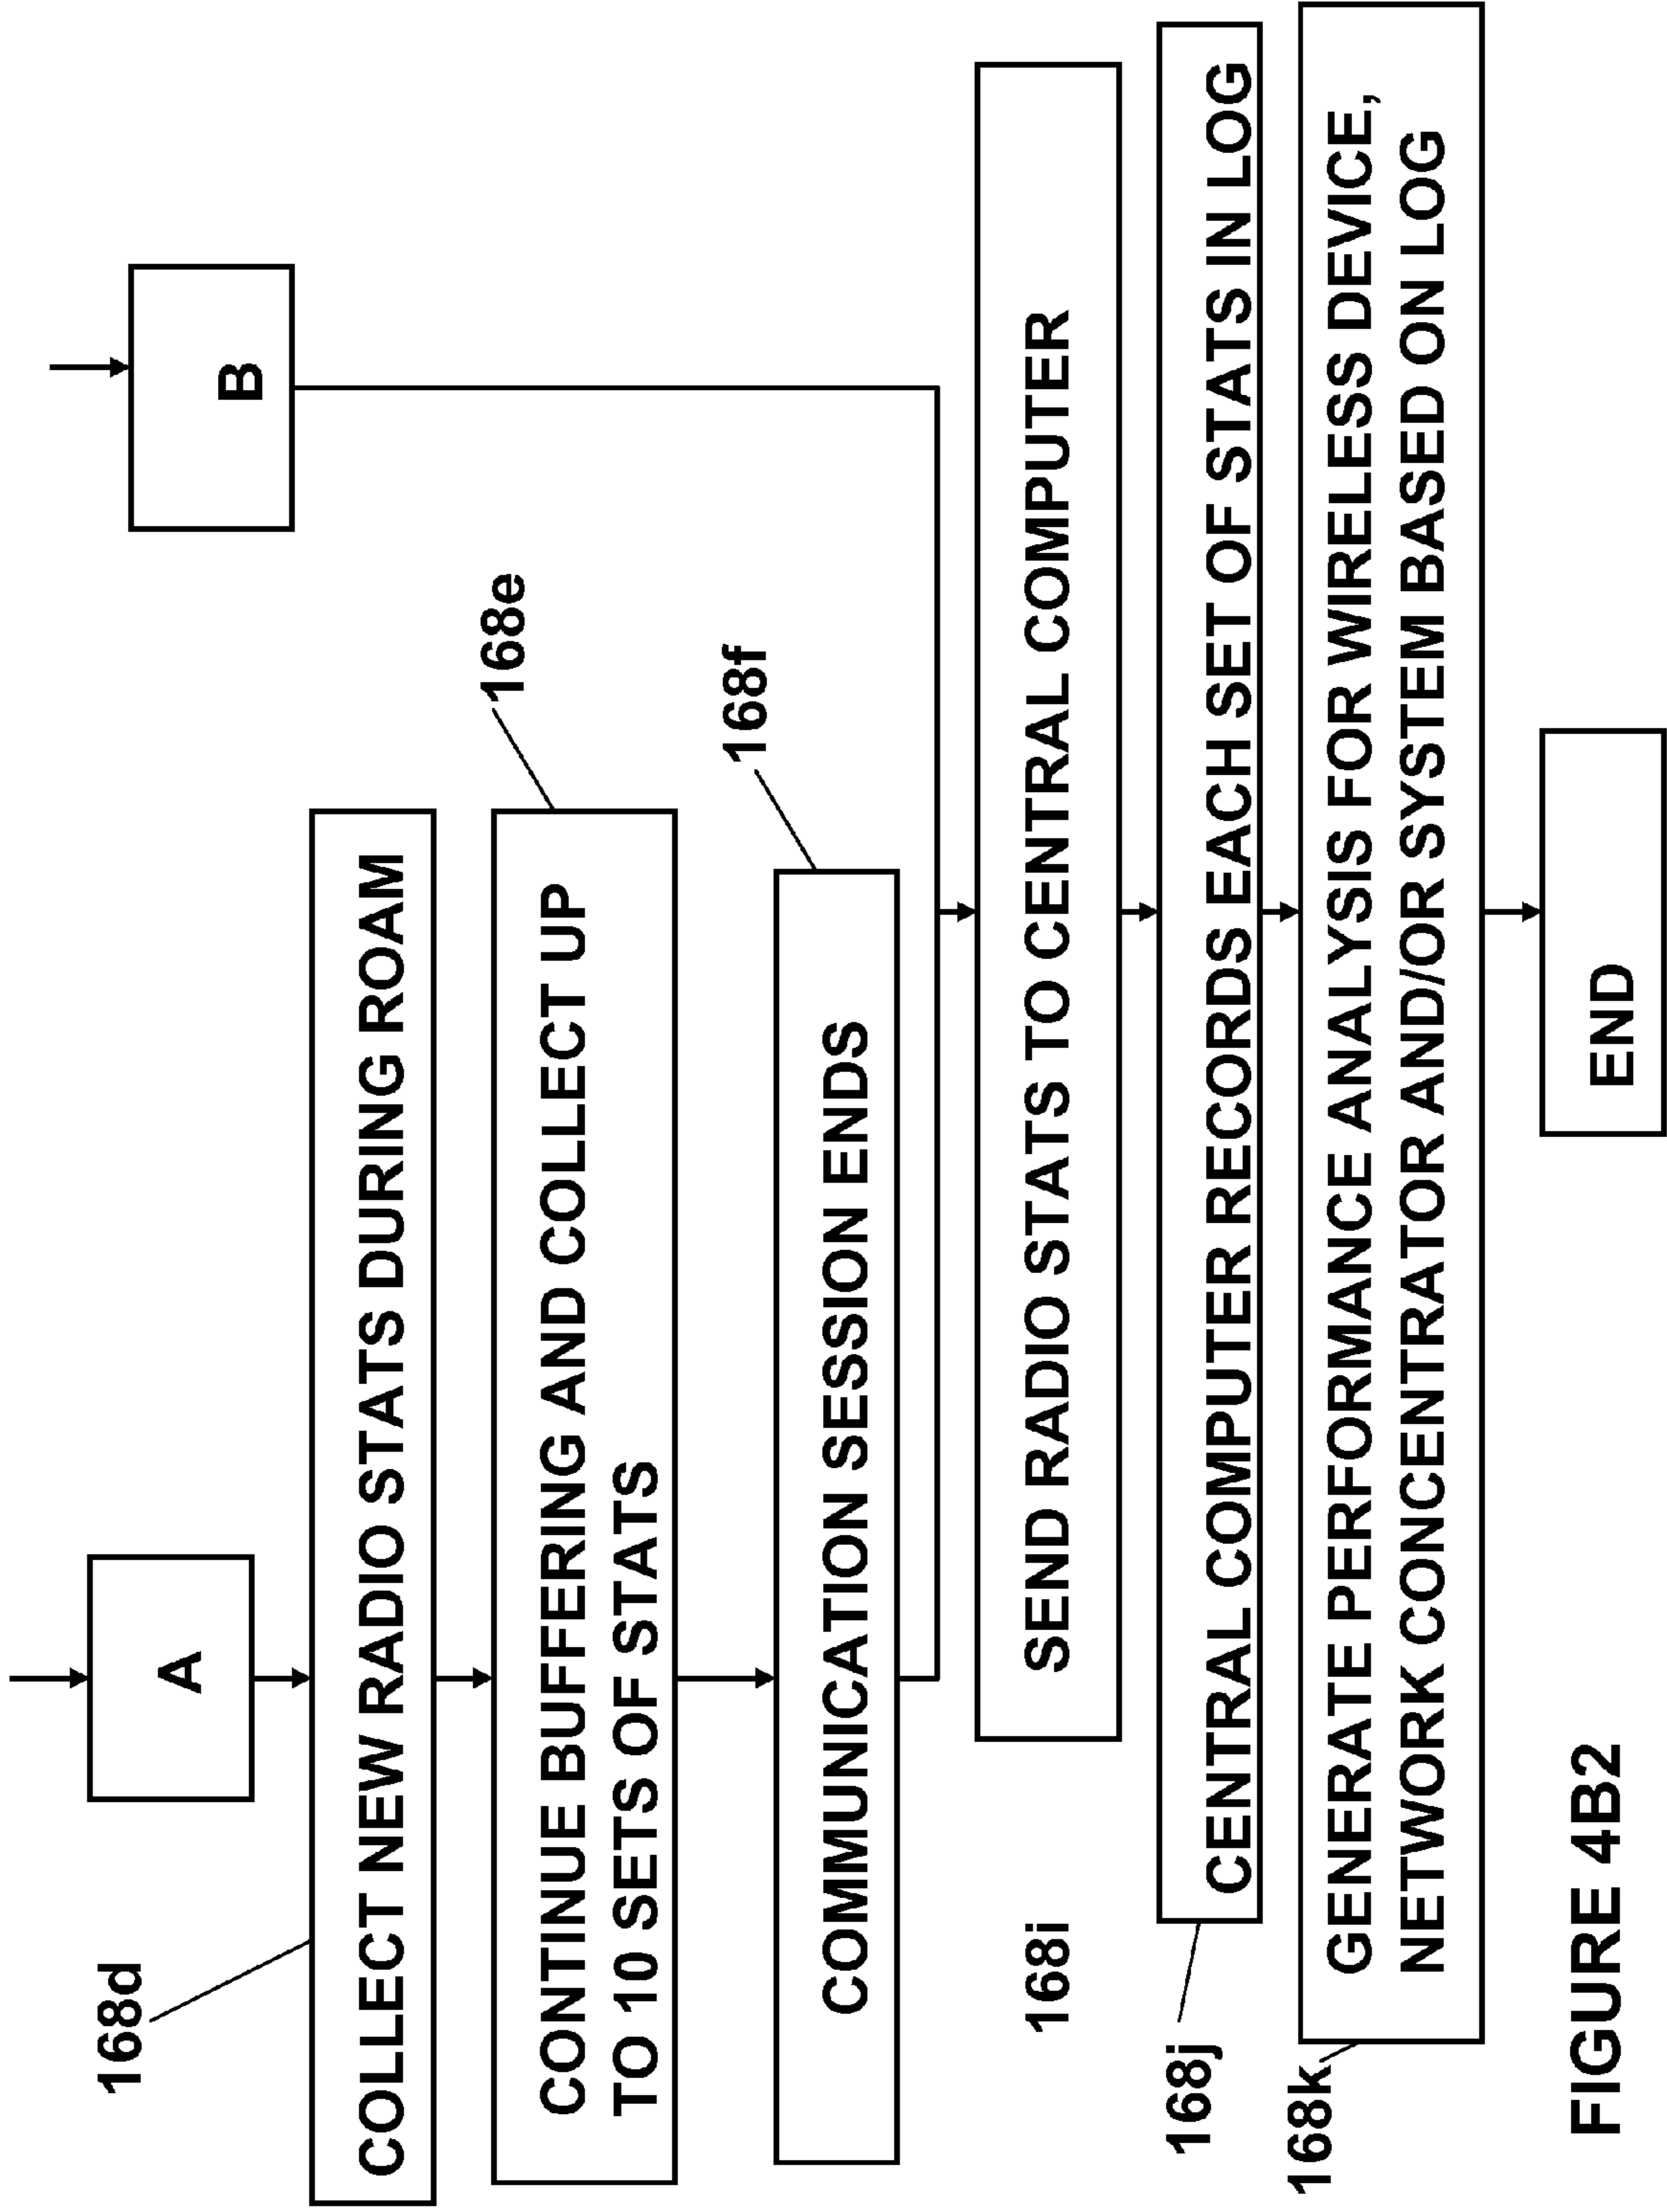 A
B
168d
COLLECT NEW RADIO STATS DURING ROAM
168e
CONTINUE BUFFERING AND COLLECT UP
TO 10 SETS OF STATS
168f
COMMUNICATION SESSION ENDS
168i
SEND RADIO STATS TO CENTRAL COMPUTER
168j
CENTRAL COMPUTER RECORDS EACH SET OF STATS IN LOG
168k
GENERATE PERFORMANCE ANALYSIS FOR WIRELESS DEVICE,
NETWORK CONCENTRATOR AND/OR SYSTEM BASED ON LOG
END
FIGURE 4B2